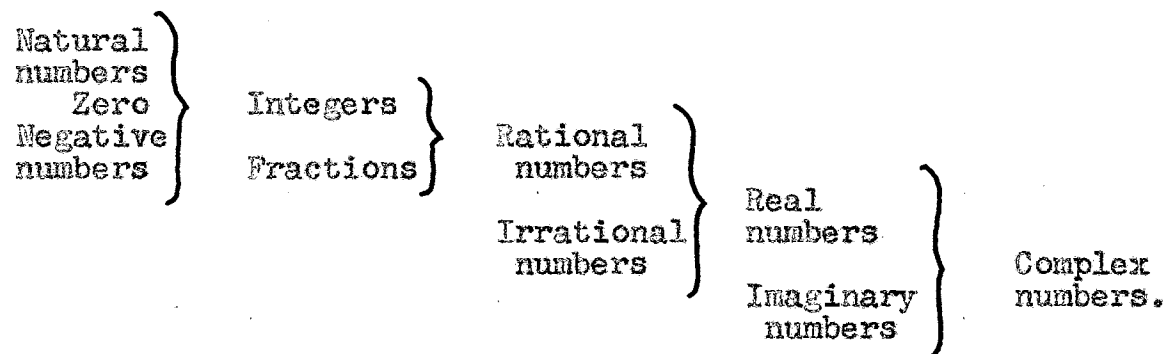 Natural
numbers
Zero
Negative
numbers
Integers
Fractions
Rational
numbers
Irrational
numbers
Real
numbers
Imaginary
numbers
Complex
numbers.